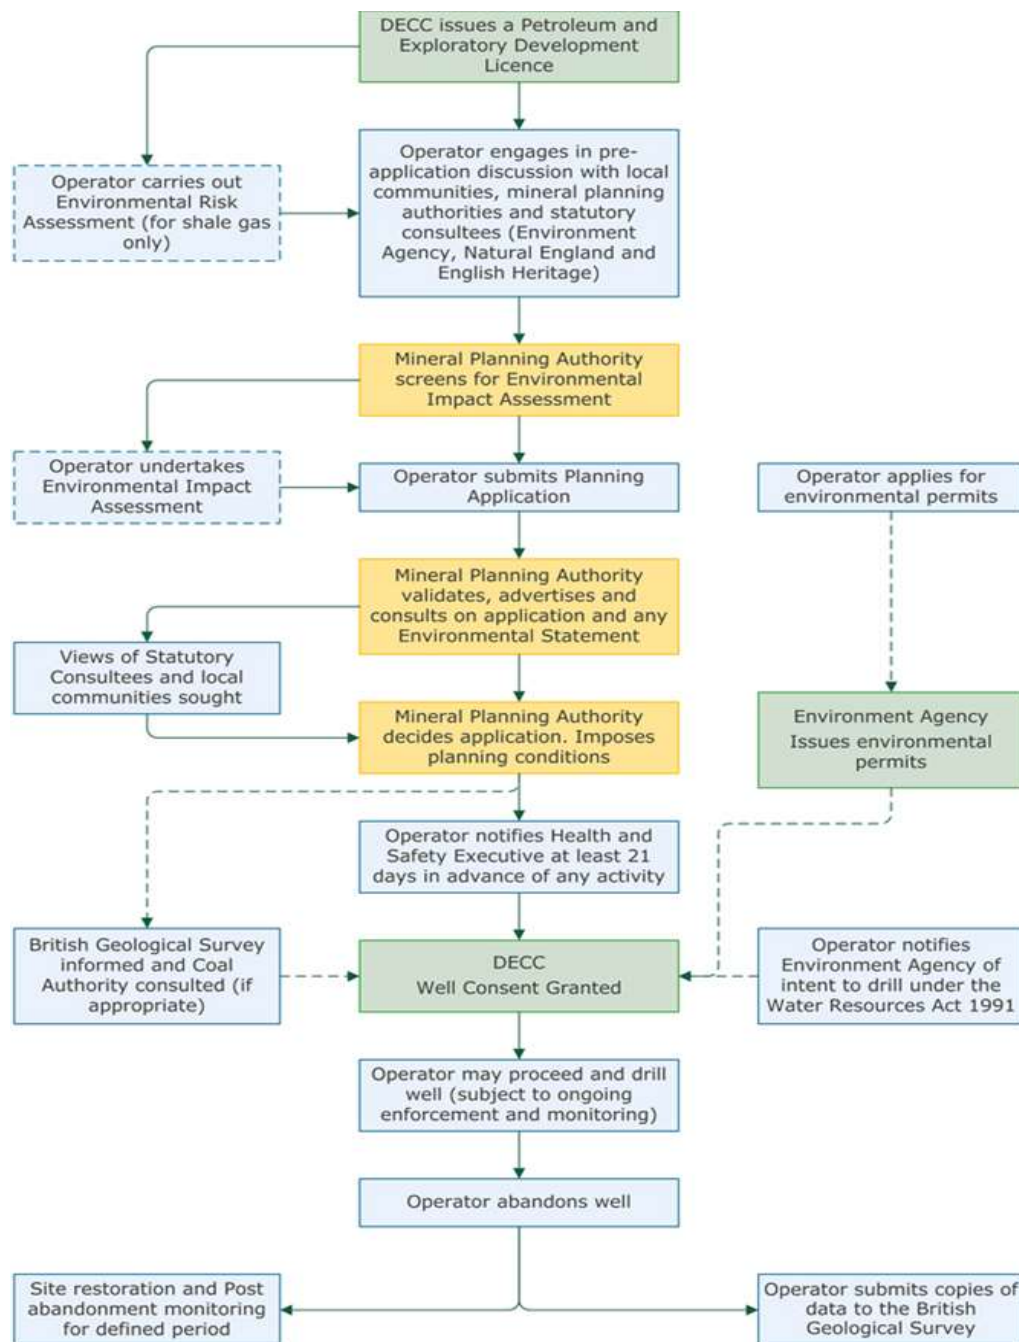 DECC issues a Petroleum and
Exploratory Development
Licence
Operator carries out
Environmental Risk
Assessment (for shale gas
only)
Operator engages in pre-
application discussion with local
communities, mineral planning
authorities and statutory
consultees (Environment
Agency, Natural England and
English Heritage)
Mineral Planning Authority
screens for Environmental
Impact Assessment
Operator undertakes
Environmental Impact
Assessment
Operator submits Planning
Application
Operator applies for
environmental permits
Mineral Planning Authority
validates, advertises and
consults on application and any
Environmental Statement
Views of Statutory
Consultees and local
communities sought
Mineral Planning Authority
decides application. Imposes
planning conditions
Environment Agency
Issues environmental
permits
Operator notifies Health and
Safety Executive at least 21
days in advance of any activity
British Geological Survey
informed and Coal
Authority consulted (if
appropriate)
DECC
Well Consent Granted
Operator notifies
Environment Agency of
intent to drill under the
Water Resources Act 1991
Operator may proceed and drill
well (subject to ongoing
enforcement and monitoring)
Operator abandons well
Site restoration and Post
abandonment monitoring
for defined period
Operator submits copies of
data to the British
Geological Survey